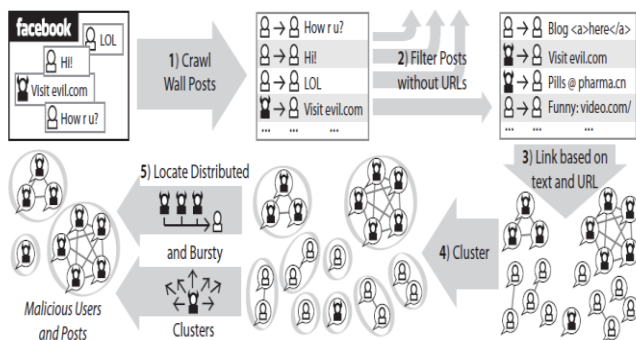 facebook
LOL
Hi!
Visit evil.com
How r u?
1) Crawl
Wall Posts
→ How r u?
→ Hi!
→ LOL
→ Visit evil.com
... ... ...
2) Filter Posts
without URLs
→ Blog <a>here</a>
→ Visit evil.com
→ Pills @ pharma.cn
→ Funny: video.com/
... ... ...
3) Link based on
text and URL
4) Cluster
5) Locate Distributed
and Bursty
Clusters
Malicious Users
and Posts